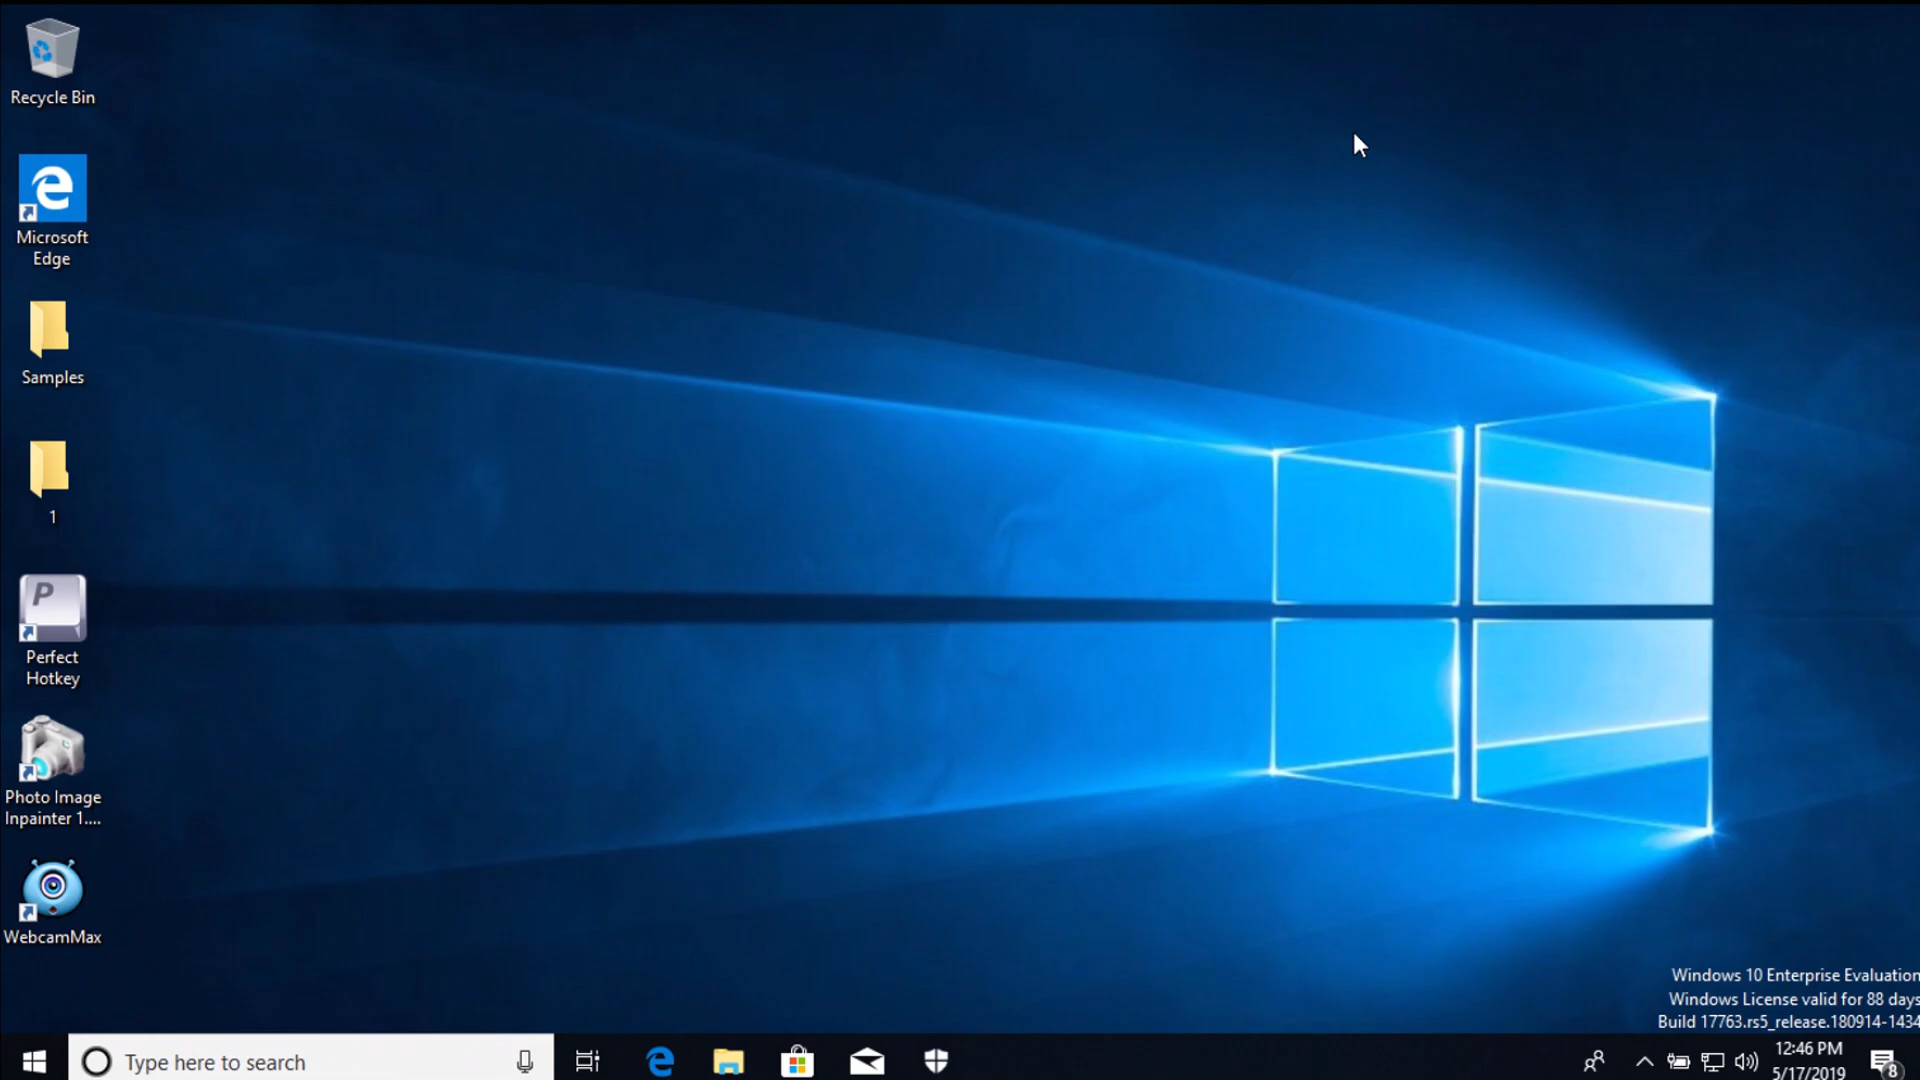 Recycle Bin
Microsoft
Edge
Samples
1
P
Perfect
Hotkey
Photo Image
Inpainter 1....
WebcamMax
Windows 10 Enterprise Evaluation
Windows License valid for 88 days
Build 17763.rs5_release.180914-1434
Type here to search
12:46 PM
5/17/2019
8